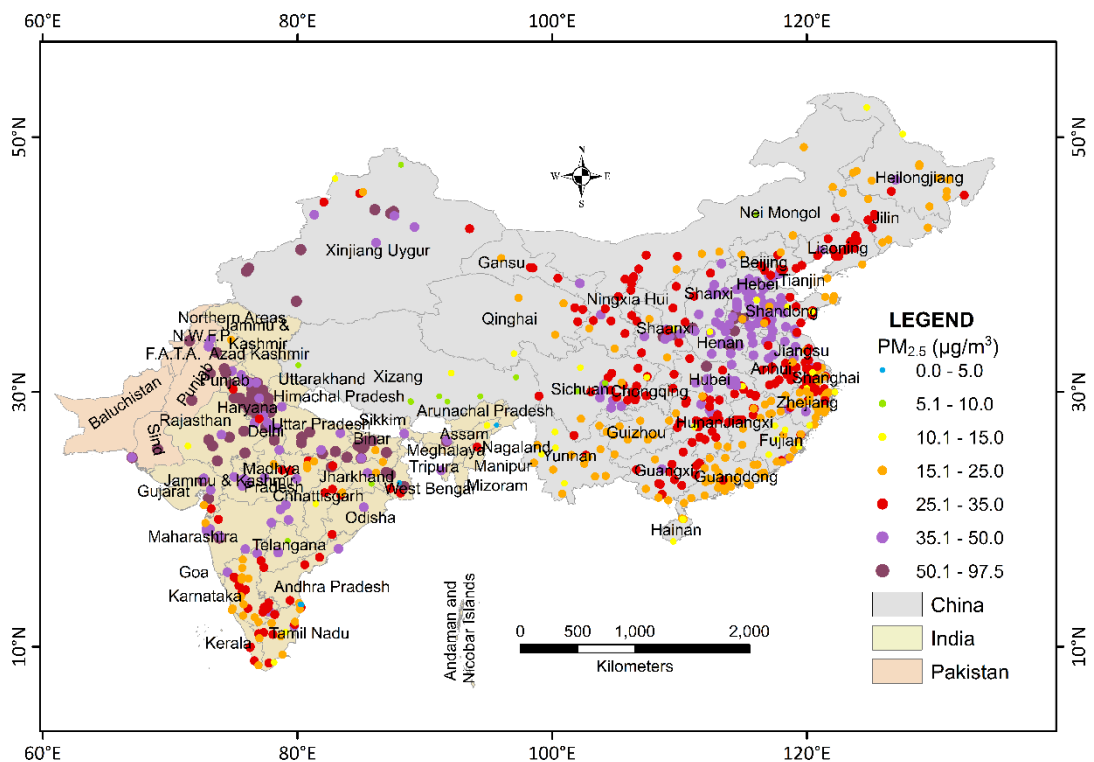 60°E
80°E
100°E
120°E
50°N
50°N
N
W
E
S
Heilongjiang
Nei Mongol
Jilin
Liaoning
Xinjiang Uygur
Gansu
Beijing
Tianjin
Hebei
Ningxia Hui
Shanxi
Shandong
Qinghai
Shaanxi
Henan
Jiangsu
Northern Areas
Jammu &
Kashmir
N.W.F.P.
F.A.T.A.
Azad Kashmir
Punjab
Punjab
Baluchistan
Sind
Uttarakhand
Xizang
Himachal Pradesh
Haryana
Sichuan
Chongqing
Hubei
Anhui
Shanghai
Zhejiang
30°N
30°N
Rajasthan
Delhi
Uttar Pradesh
Sikkim
Arunachal Pradesh
Bihar
Assam
Nagaland
Meghalaya
Manipur
Tripura
Mizoram
Guizhou
Hunan
Jiangxi
Fujian
Yunnan
Guangxi
Guangdong
Hainan
Madhya
Jammu & Kashmir
Pradesh
Gujarat
Jharkhand
West Bengal
Chhattisgarh
Odisha
Maharashtra
Telangana
Goa
Andhra Pradesh
Karnataka
Kerala
Tamil Nadu
Andaman and
Nicobar Islands
LEGEND
PM2.5 (µg/m³)
0.0 - 5.0
5.1 - 10.0
10.1 - 15.0
15.1 - 25.0
25.1 - 35.0
35.1 - 50.0
50.1 - 97.5
China
India
Pakistan
0 500 1,000 2,000
Kilometers
10°N
10°N
60°E
80°E
100°E
120°E